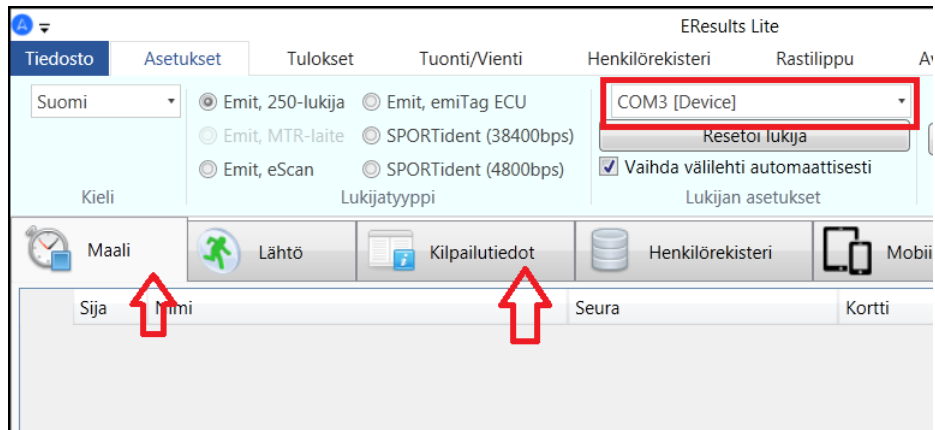 EResults Lite
Tiedosto Asetukset Tulokset Tuonti/Vienti Henkilörekisteri Rastilippu
Suomi Emit, 250-lukija Emit, emiTag ECU COM3 [Device]
Emit, MTR-laite SPORTident (38400bps) Resetoi lukija
Emit, eScan SPORTident (4800bps) Vaihda välilehti automaattisesti
Kieli Lukijatyyppi Lukijan asetukset
Maali Lähtö Kilpailutiedot Henkilörekisteri
Sija Nimi Seura Kortti